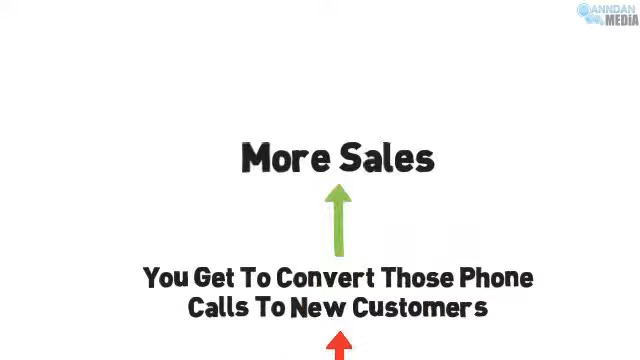 ANNDAN
MEDIA
More Sales
You Get To Convert Those Phone
Calls To New Customers